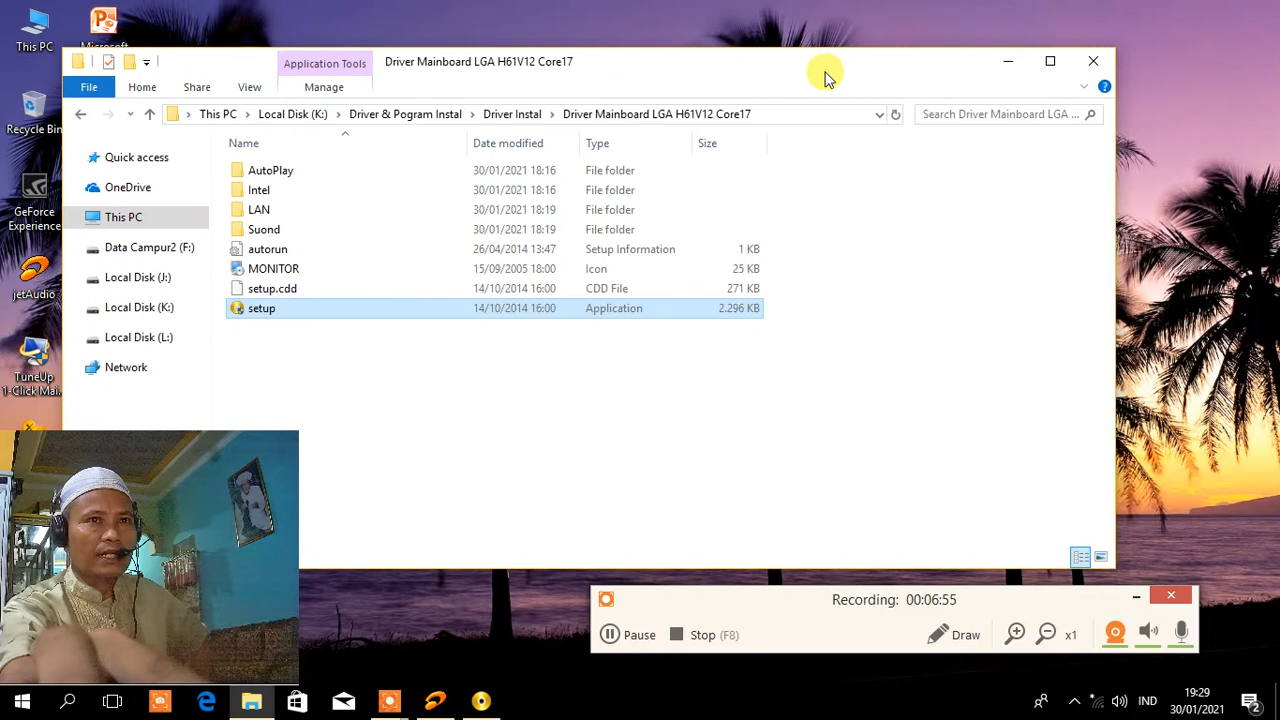 This PC
Microsoft
Application Tools
Driver Mainboard LGA H61V12 Core17
File
Home
Share
View
Manage
This PC
Local Disk (K:)
Driver & Pogram Instal
Driver Instal
Driver Mainboard LGA H61V12 Core17
Search Driver Mainboard LGA ...
Name
Date modified
Type
Size
Recycle Bin
GeForce
Experience
jetAudio
TuneUp
1-Click Mai...
Quick access
OneDrive
This PC
Data Campur2 (F:)
Local Disk (J:)
Local Disk (K:)
Local Disk (L:)
Network
AutoPlay 30/01/2021 18:16 File folder
Intel 30/01/2021 18:16 File folder
LAN 30/01/2021 18:19 File folder
Suond 30/01/2021 18:19 File folder
autorun 26/04/2014 13:47 Setup Information 1 KB
MONITOR 15/09/2005 18:00 Icon 25 KB
setup.cdd 14/10/2014 16:00 CDD File 271 KB
setup 14/10/2014 16:00 Application 2.296 KB
Recording: 00:06:55
Pause
Stop (F8)
Draw
x1
IND
19:29
30/01/2021
2